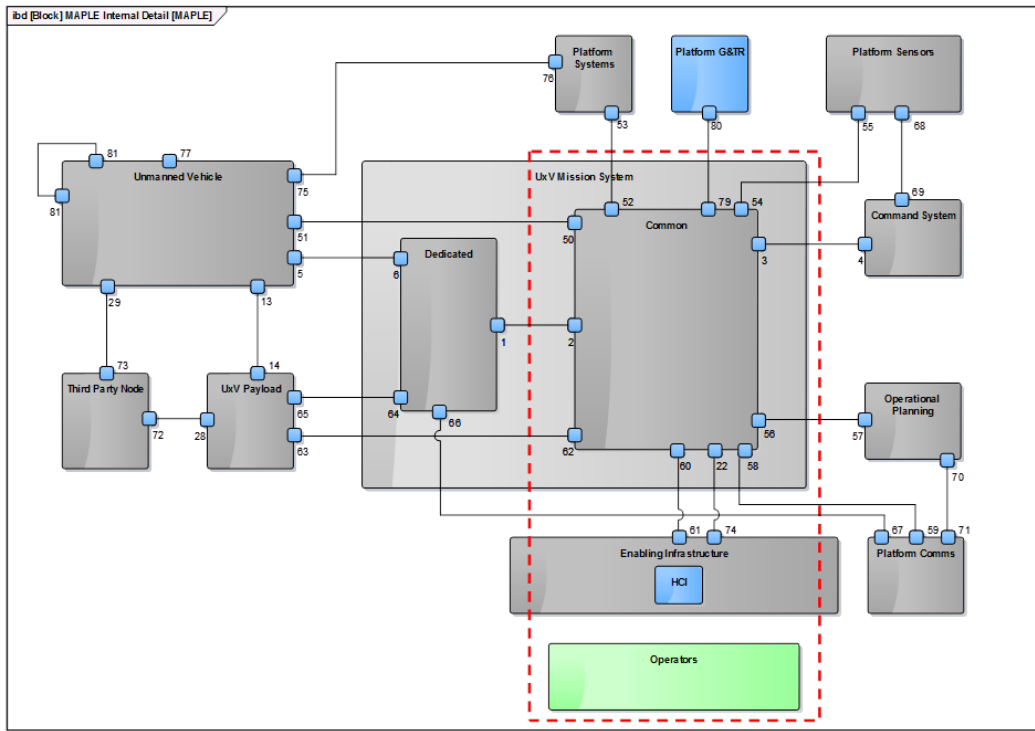 ibd [Block] MAPLE Internal Detail [MAPLE]
Platform
Systems
Platform G&TR
Platform Sensors
76
53
80
55
68
81
77
Unmanned Vehicle
75
81
51
5
29
13
UxV Mission System
52
79
54
Common
50
3
69
Command System
4
Dedicated
6
1
2
73
Third Party Node
72
14
UxV Payload
65
28
63
64
66
62
56
60
22
58
Operational
Planning
57
70
61
74
Enabling Infrastructure
HCI
67
59
71
Platform Comms
Operators